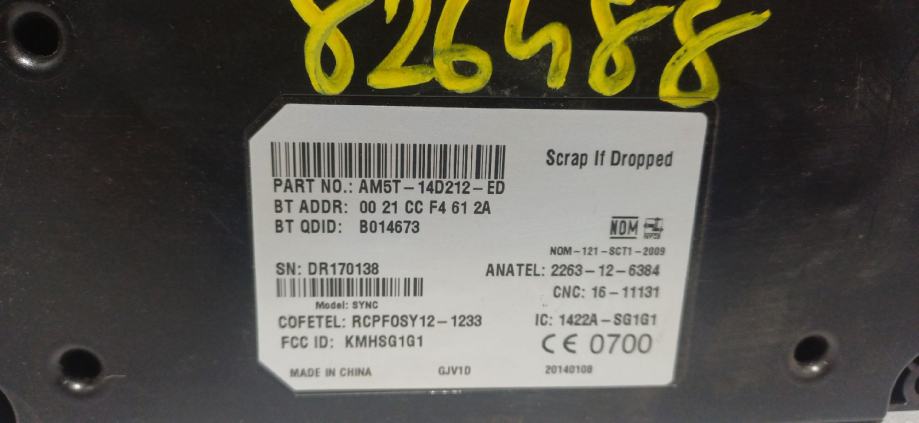 826488
Scrap If Dropped
PART NO.: AM5T-14D212-ED
BT ADDR: 00 21 CC F4 61 2A
BT QDID: B014673
NOM
NOM-121-SCT1-2009
SN: DR170138
ANATEL: 2263-12-6384
CNC: 16-11131
Model: SYNC
COFETEL: RCPFOSY12-1233
IC: 1422A-SG1G1
FCC ID: KMHSG1G1
CE 0700
MADE IN CHINA
GJV1D
20140108